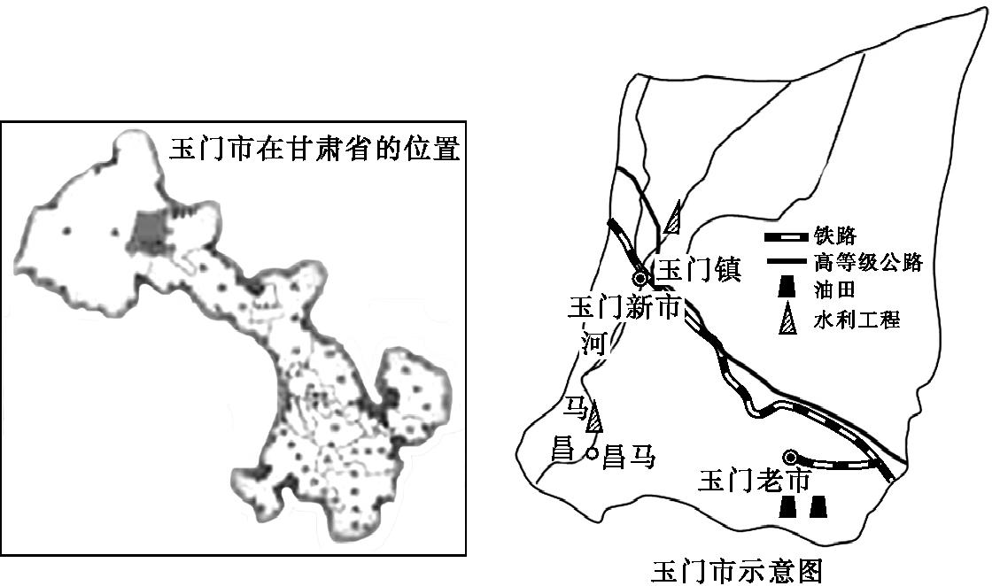 玉门市在甘肃省的位置
铁路
高等级公路
油田
水利工程
玉门镇
玉门新市
河
马
昌
昌马
玉门老市
玉门市示意图